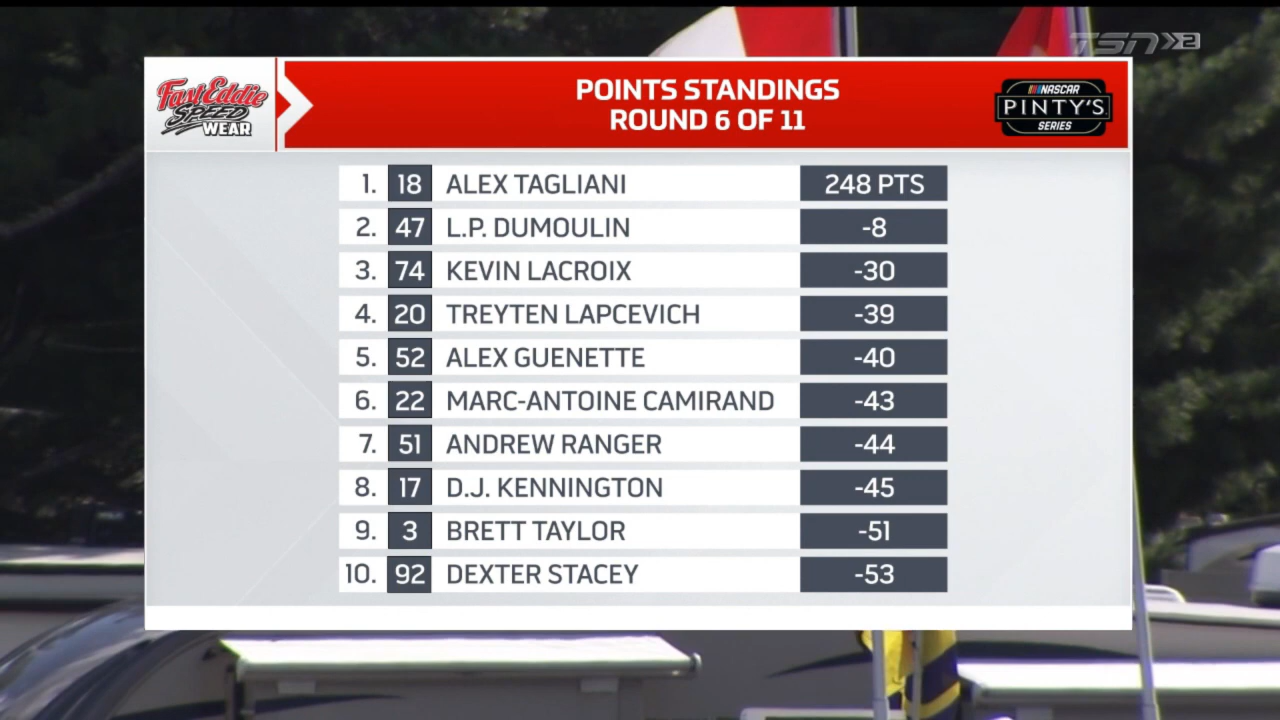 TSN 2
Fast Eddie
SPEED
WEAR
POINTS STANDINGS
ROUND 6 OF 11
NASCAR
PINTY'S
SERIES
1. 18 ALEX TAGLIANI 248 PTS
2. 47 L.P. DUMOULIN -8
3. 74 KEVIN LACROIX -30
4. 20 TREYTEN LAPCEVICH -39
5. 52 ALEX GUENETTE -40
6. 22 MARC-ANTOINE CAMIRAND -43
7. 51 ANDREW RANGER -44
8. 17 D.J. KENNINGTON -45
9. 3 BRETT TAYLOR -51
10. 92 DEXTER STACEY -53